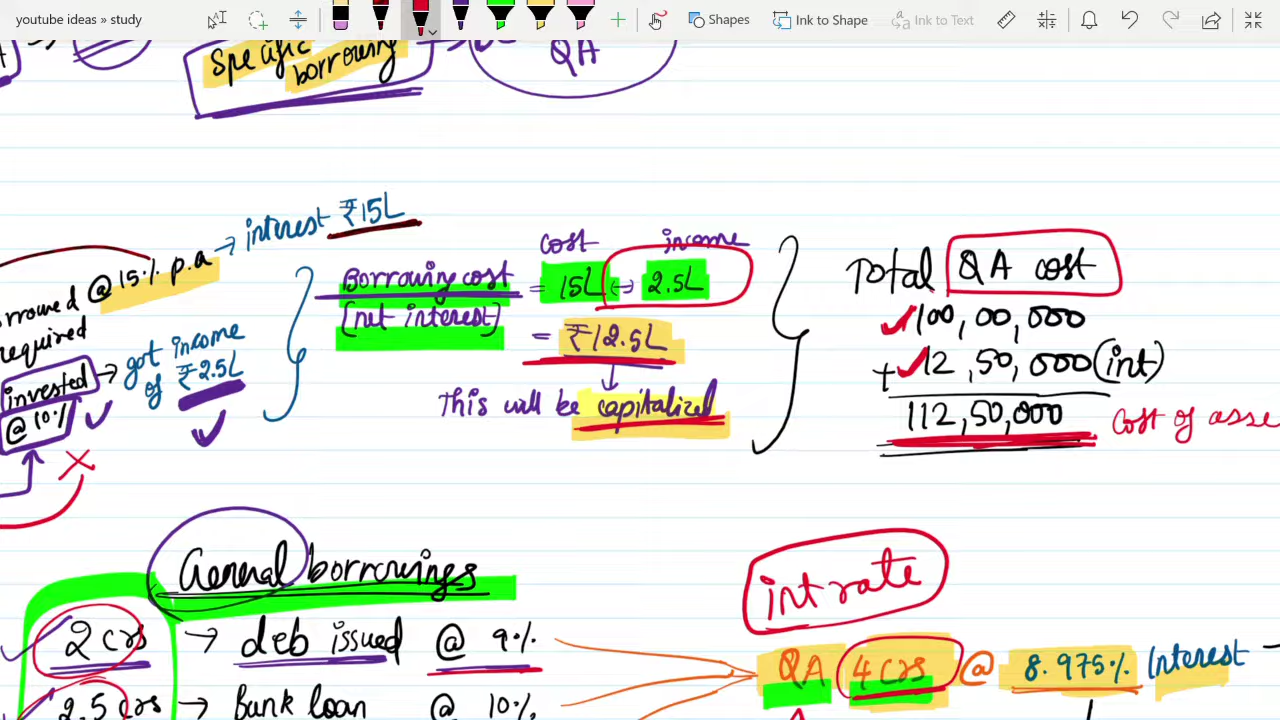 youtube ideas » study
Shapes
Ink to Shape
Ink to Text
Specific
borrowing
QA
@ 15% p.a → interest ₹15L
required
invested
@ 10%
→ got income
of ₹2.5L
cost income
Borrowing cost = 15L (-) 2.5L
[net interest]
= ₹12.5L
This will be capitalized
Total QA cost
100,00,000
+ 12,50,000 (int)
112,50,000
Cost of asse
General borrowings
2 crs → deb issued @ 9%
2.5 crs → Bank loan @ 10%
int rate
QA 4 crs @ 8.975% Interest